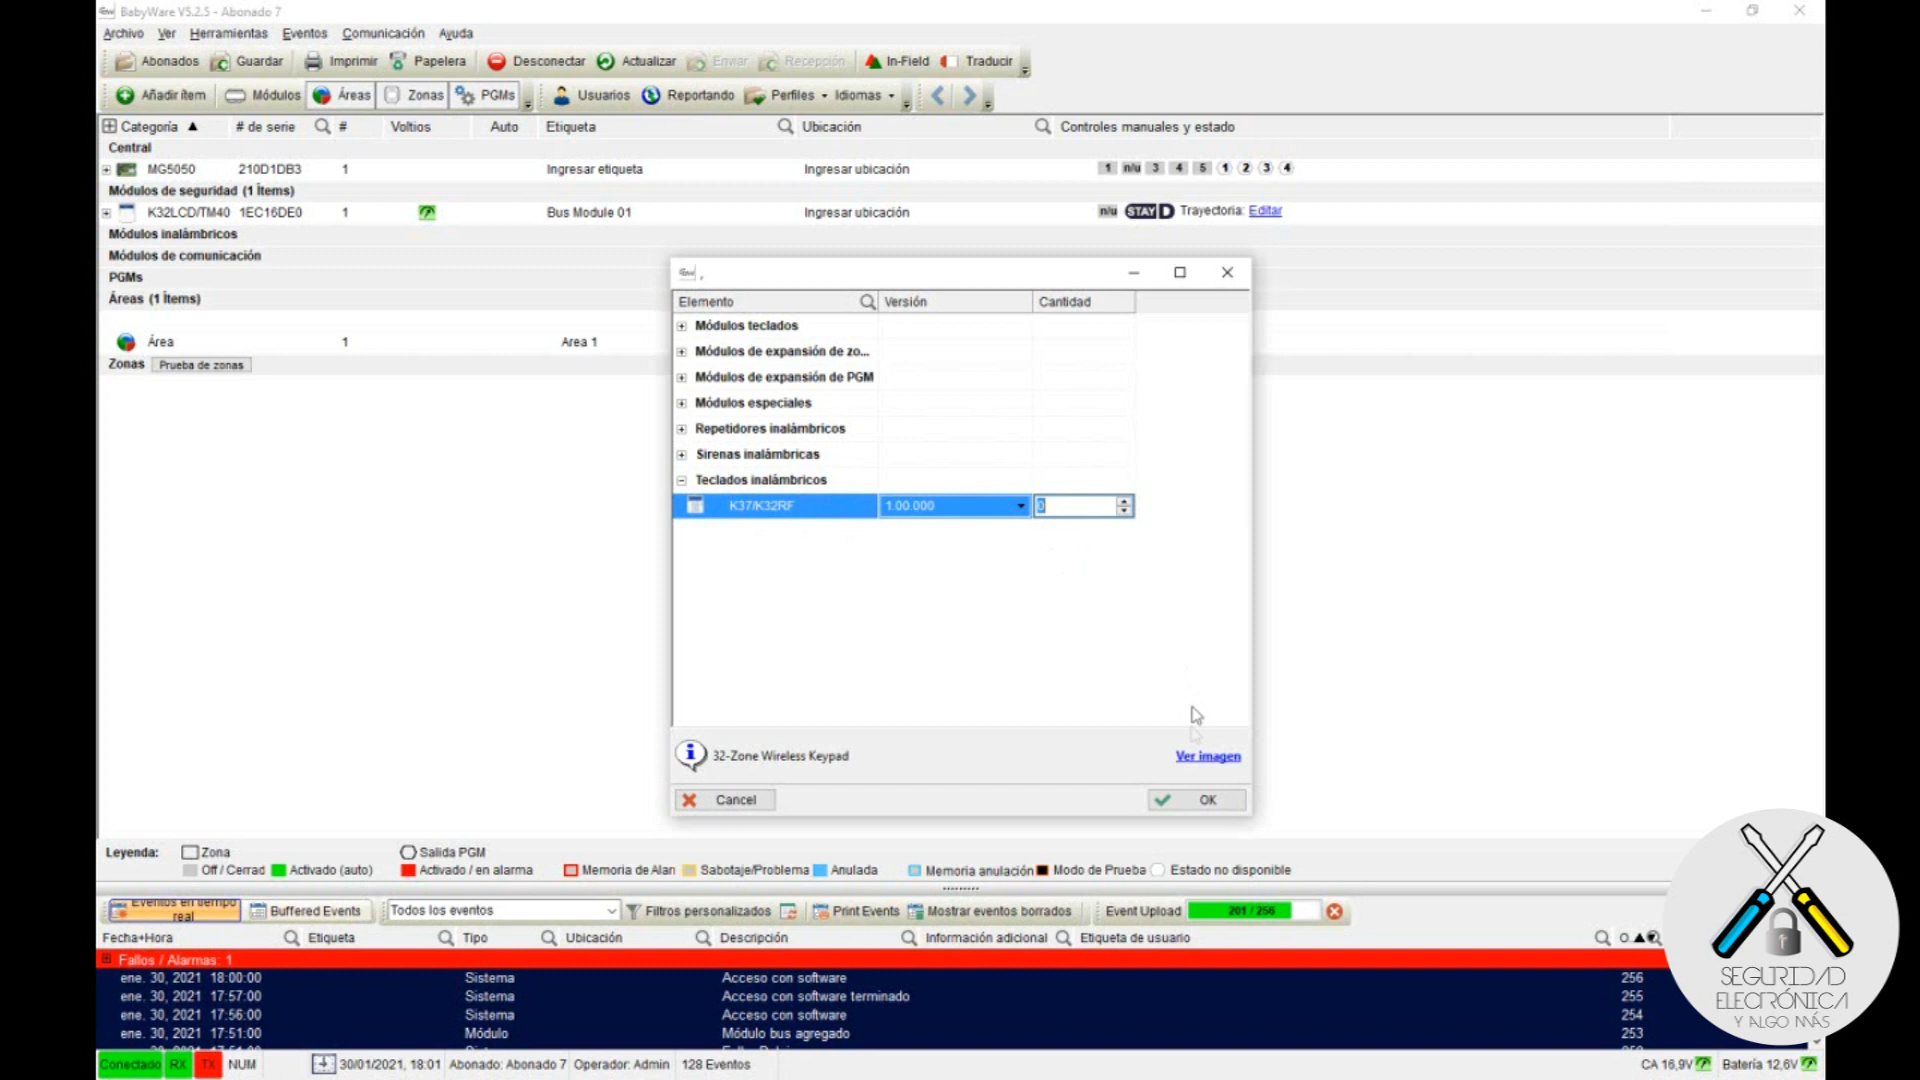 BabyWare V5.2.5 - Abonado 7
Archivo Ver Herramientas Eventos Comunicación Ayuda
Abonados Guardar Imprimir Papelera Desconectar Actualizar Enviar Recepción In-Field Traducir
Añadir ítem Módulos Áreas Zonas PGMs Usuarios Reportando Perfiles Idiomas
Categoría # de serie # Voltios Auto Etiqueta Ubicación Controles manuales y estado
Central
MG5050 210D1DB3 1 Ingresar etiqueta Ingresar ubicación 1 n/u 3 4 5 1 2 3 4
Módulos de seguridad (1 Ítems)
K32LCD/TM40 1EC16DE0 1 Bus Module 01 Ingresar ubicación n/u STAY D Trayectoria: Editar
Módulos inalámbricos
Módulos de comunicación
PGMs
Áreas (1 Ítems)
Área 1 Area 1
Zonas Prueba de zonas
Elemento Versión Cantidad
Módulos teclados
Módulos de expansión de zo...
Módulos de expansión de PGM
Módulos especiales
Repetidores inalámbricos
Sirenas inalámbricas
Teclados inalámbricos
K37/K32RF 1.00.000 0
32-Zone Wireless Keypad Ver imagen
Cancel OK
Leyenda: Zona Salida PGM
Off / Cerrad Activado (auto) Activado / en alarma Memoria de Alan Sabotaje/Problema Anulada Memoria anulación Modo de Prueba Estado no disponible
Eventos en tiempo real Buffered Events Todos los eventos Filtros personalizados Print Events Mostrar eventos borrados Event Upload 201 / 256
Fecha+Hora Etiqueta Tipo Ubicación Descripción Información adicional Etiqueta de usuario
Fallos / Alarmas: 1
ene. 30, 2021 18:00:00 Sistema Acceso con software 256
ene. 30, 2021 17:57:00 Sistema Acceso con software terminado 255
ene. 30, 2021 17:56:00 Sistema Acceso con software 254
ene. 30, 2021 17:51:00 Módulo Módulo bus agregado 253
Conectado RX TX NUM 30/01/2021, 18:01 Abonado: Abonado 7 Operador: Admin 128 Eventos CA 16,9V Batería 12,6V
SEGURIDAD
ELECTRÓNICA
Y ALGO MÁS